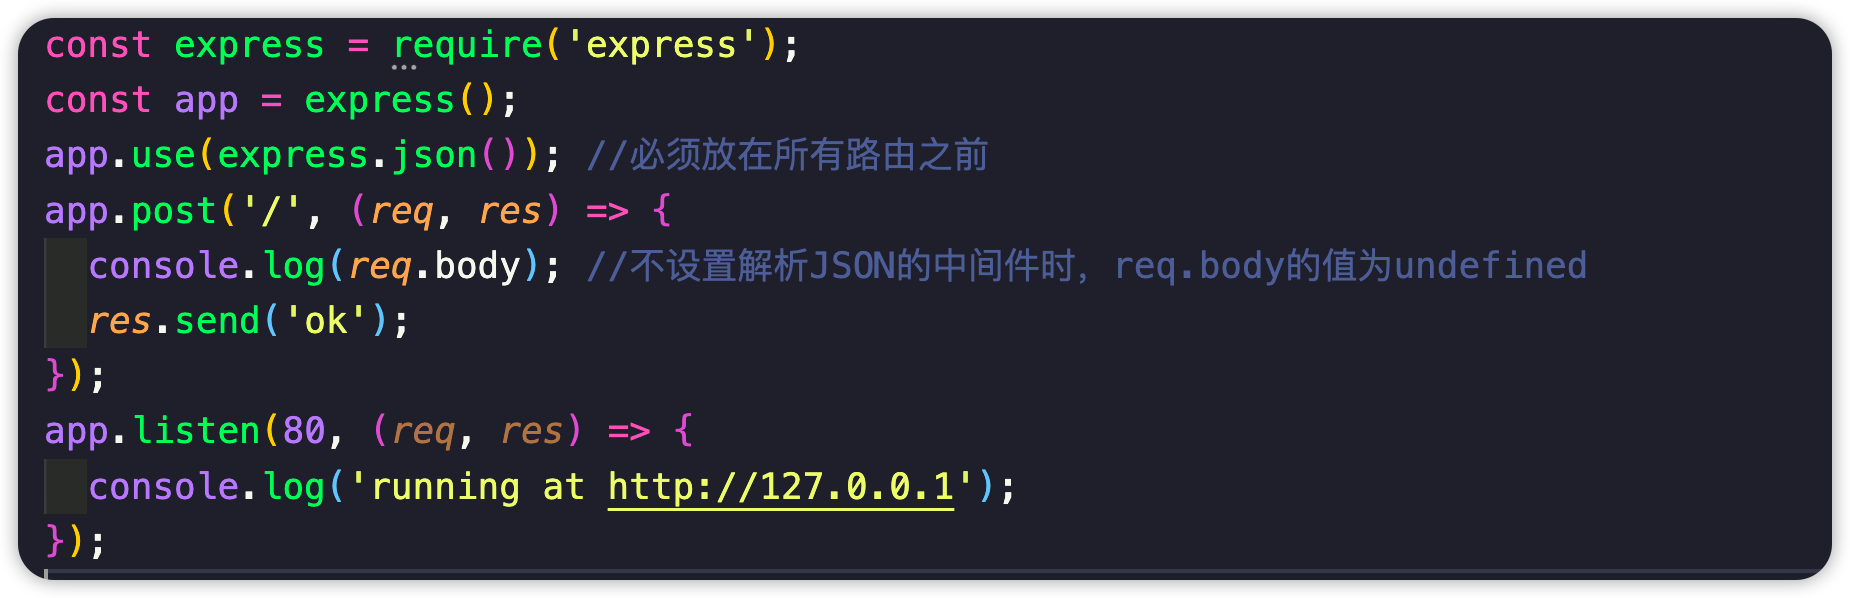 const express = require('express');
const app = express();
app.use(express.json()); //必须放在所有路由之前
app.post('/', (req, res) => {
  console.log(req.body); //不设置解析JSON的中间件时，req.body的值为undefined
  res.send('ok');
});
app.listen(80, (req, res) => {
  console.log('running at http://127.0.0.1');
});